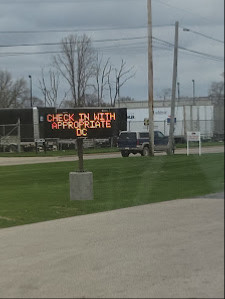 CHECK IN WITH
APPROPRIATE
DC